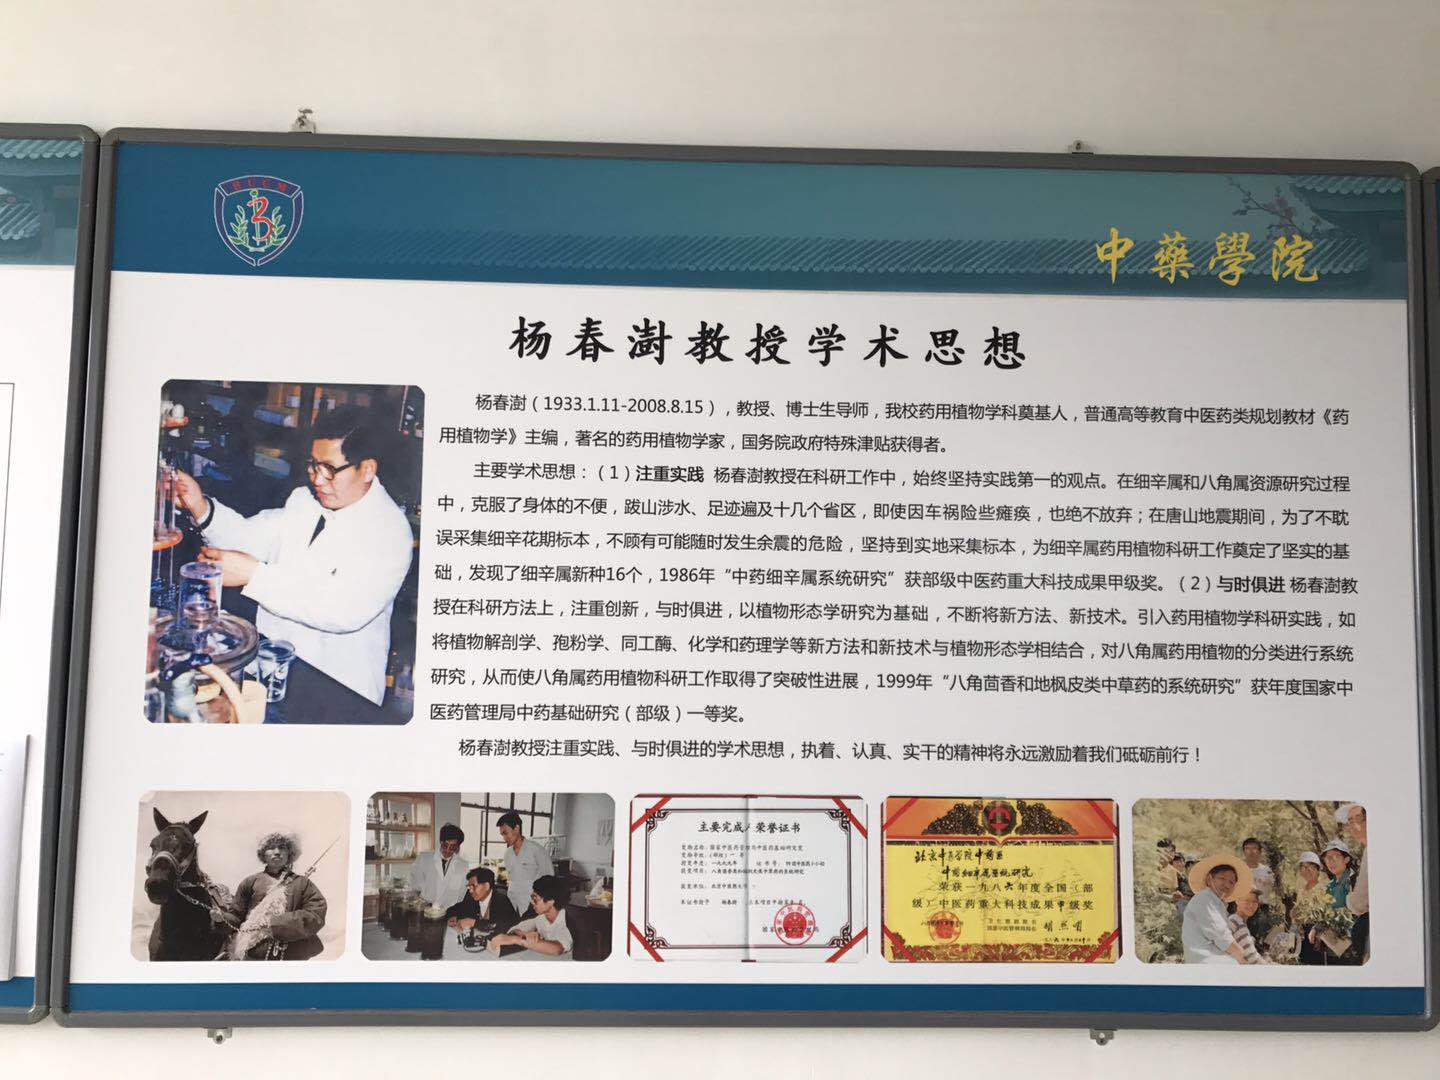 BUCM
中藥學院
杨春澍教授学术思想
杨春澍（1933.1.11-2008.8.15），教授、博士生导师，我校药用植物学科奠基人，普通高等教育中医药类规划教材《药
用植物学》主编，著名的药用植物学家，国务院政府特殊津贴获得者。
主要学术思想：（1）注重实践 杨春澍教授在科研工作中，始终坚持实践第一的观点。在细辛属和八角属资源研究过程
中，克服了身体的不便，跋山涉水、足迹遍及十几个省区，即使因车祸险些瘫痪，也绝不放弃；在唐山地震期间，为了不耽
误采集细辛花期标本，不顾有可能随时发生余震的危险，坚持到实地采集标本，为细辛属药用植物科研工作奠定了坚实的基
础，发现了细辛属新种16个，1986年“中药细辛属系统研究”获部级中医药重大科技成果甲级奖。（2）与时俱进 杨春澍教
授在科研方法上，注重创新，与时俱进，以植物形态学研究为基础，不断将新方法、新技术。引入药用植物学科研实践，如
将植物解剖学、孢粉学、同工酶、化学和药理学等新方法和新技术与植物形态学相结合，对八角属药用植物的分类进行系统
研究，从而使八角属药用植物科研工作取得了突破性进展，1999年“八角茴香和地枫皮类中草药的系统研究”获年度国家中
医药管理局中药基础研究（部级）一等奖。
杨春澍教授注重实践、与时俱进的学术思想，执着、认真、实干的精神将永远激励着我们砥砺前行！
主要完成人荣誉证书
北京中医学院中药系
中药细辛属系统研究
荣获一九八六年度全国（部
级）中医药重大科技成果甲级奖